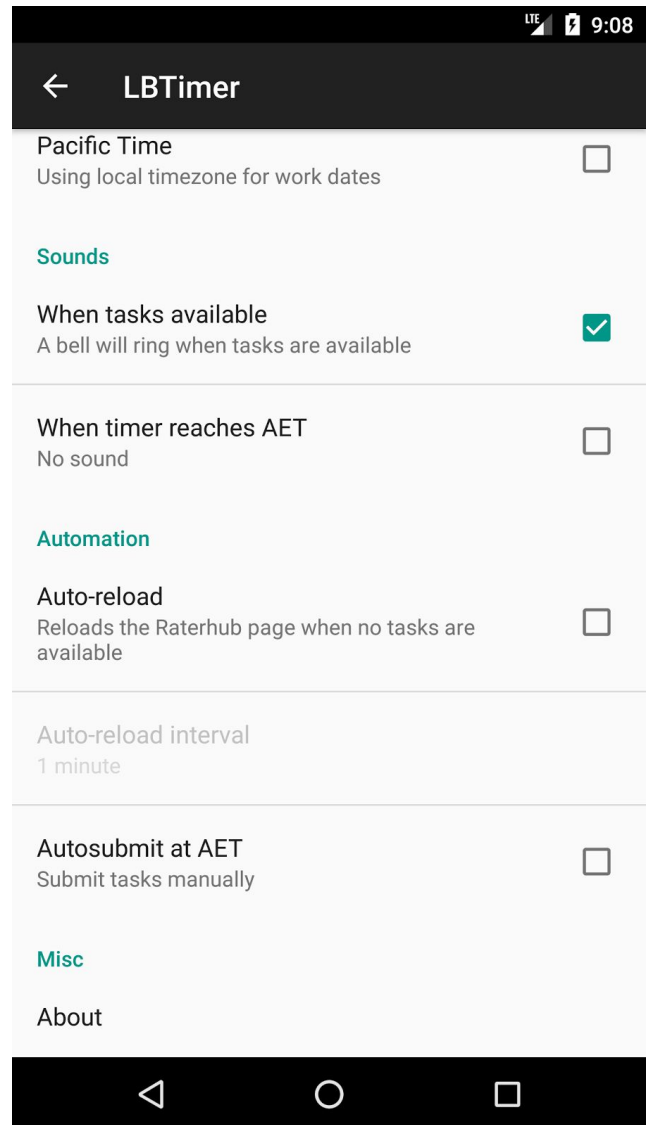 LTE 9:08
LBTimer
Pacific Time
Using local timezone for work dates
Sounds
When tasks available
A bell will ring when tasks are available
When timer reaches AET
No sound
Automation
Auto-reload
Reloads the Raterhub page when no tasks are
available
Auto-reload interval
1 minute
Autosubmit at AET
Submit tasks manually
Misc
About